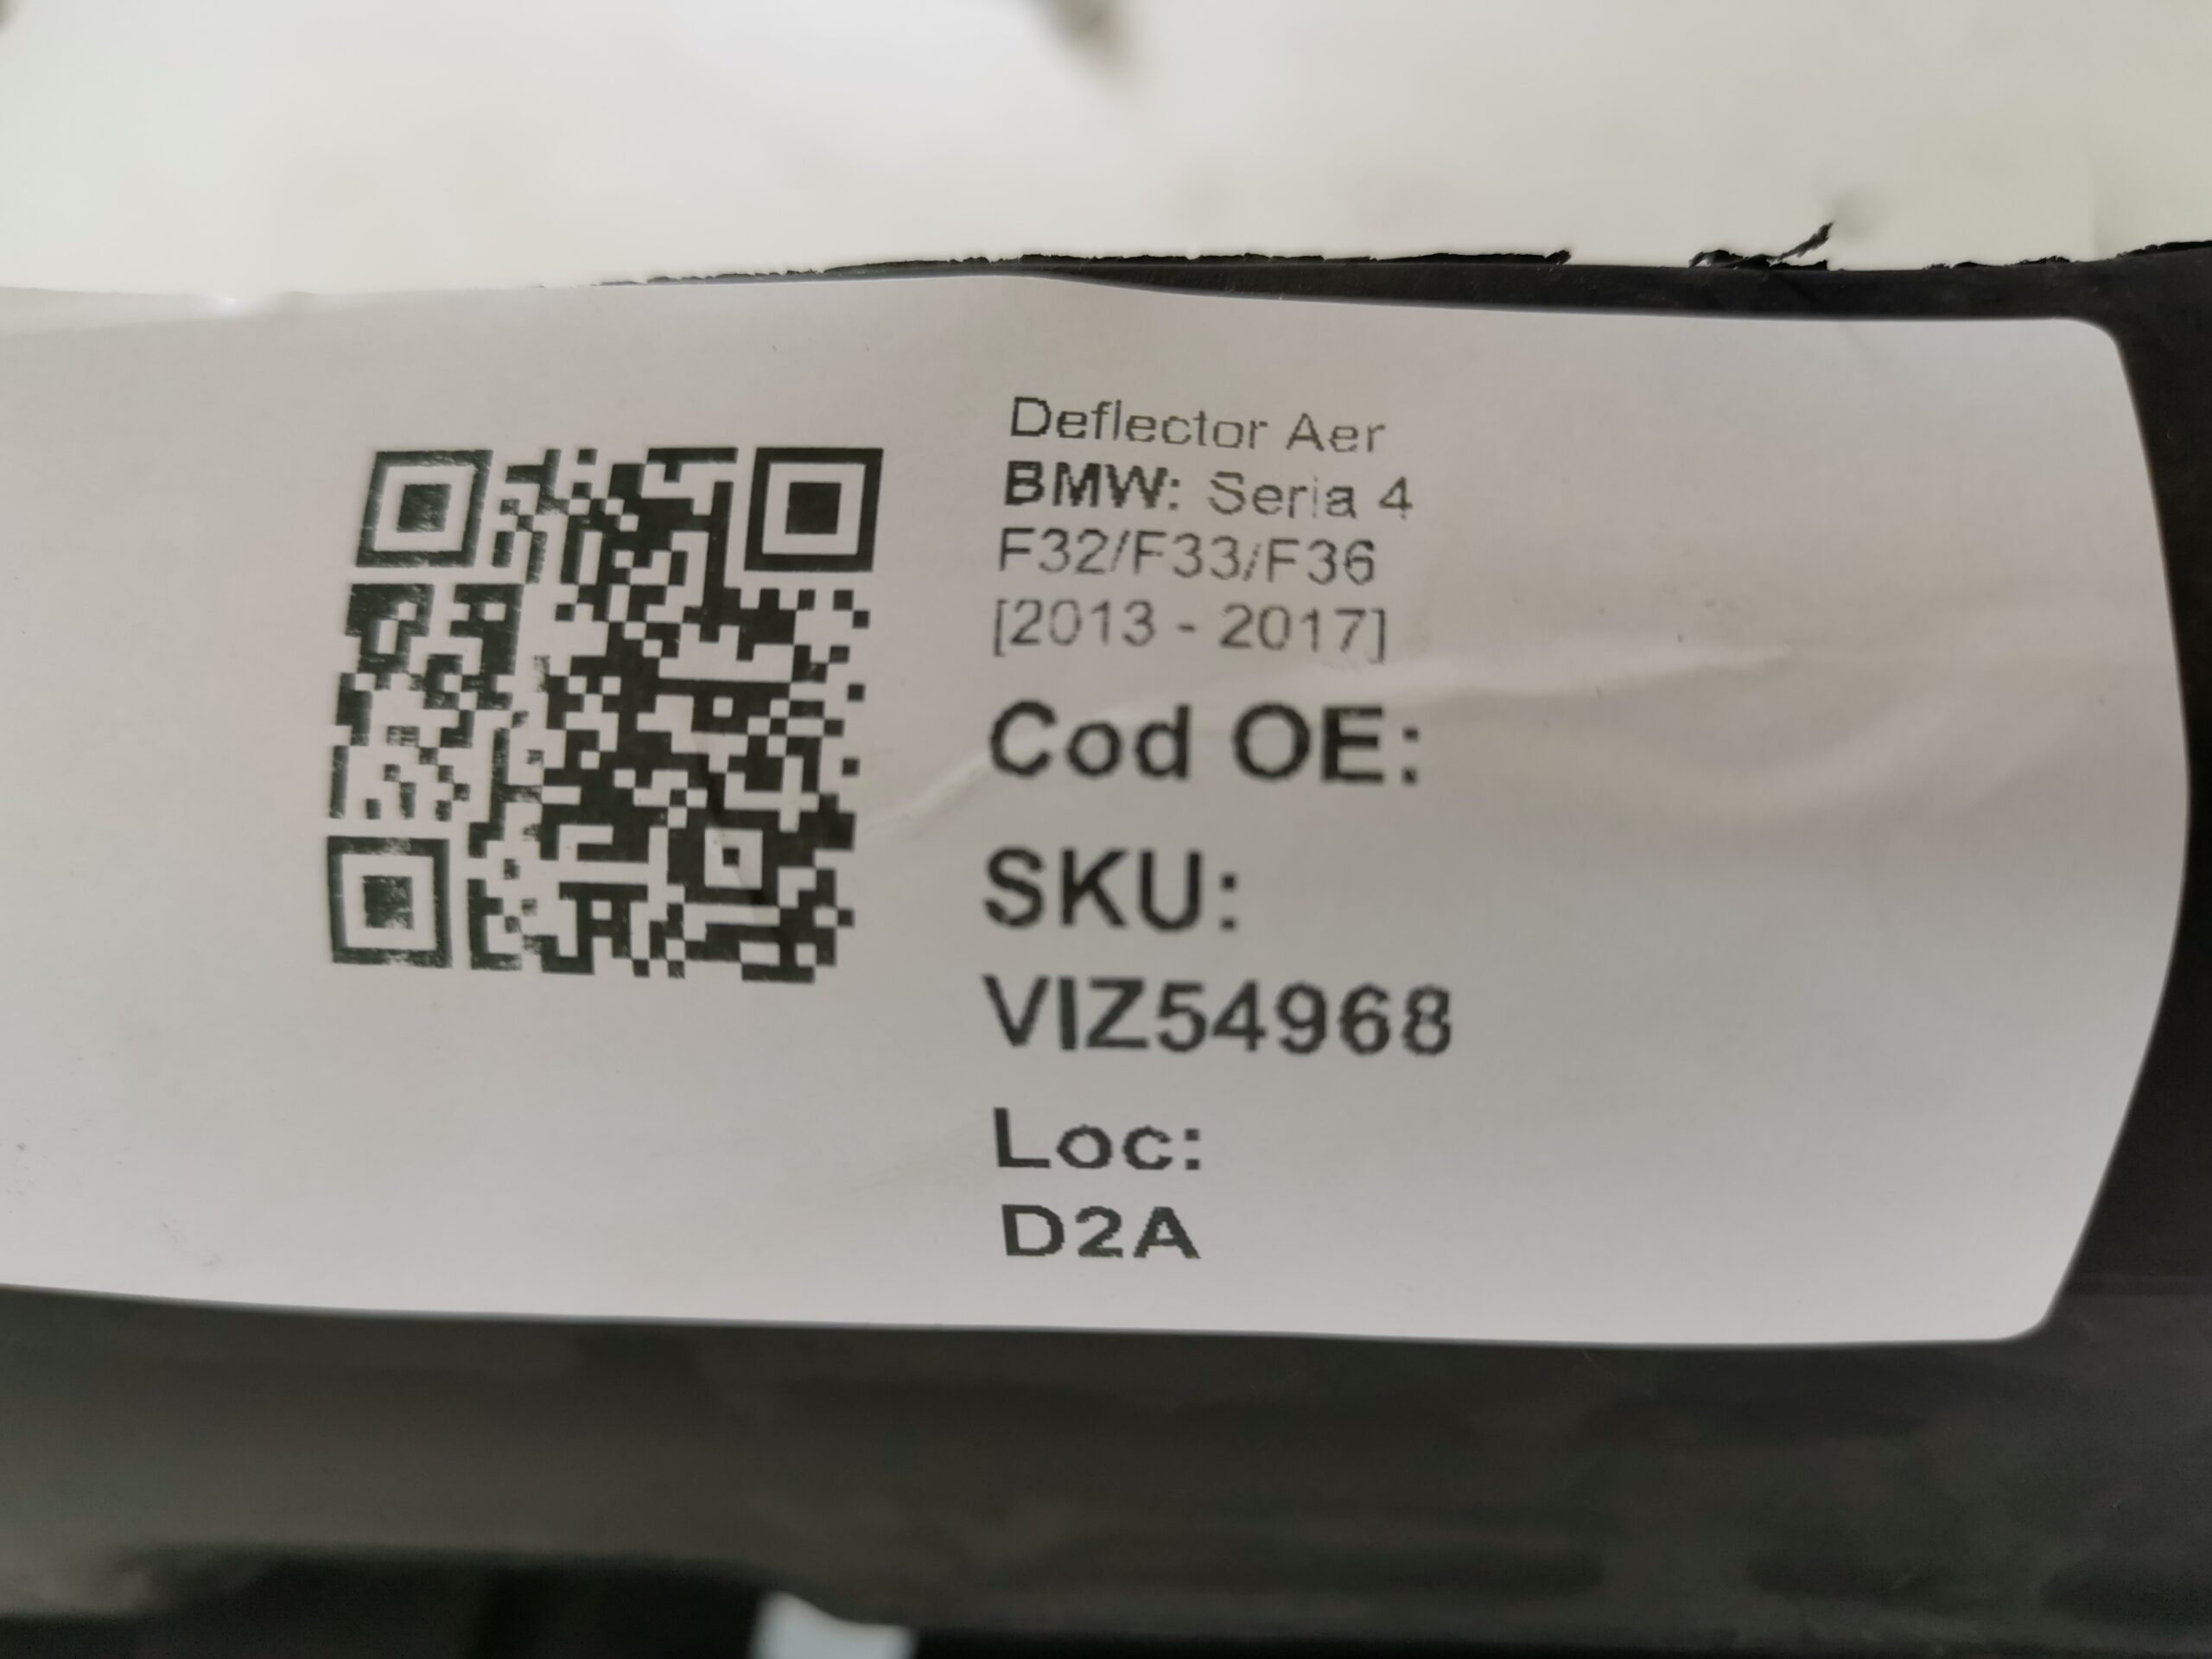 Deflector Aer
BMW: Seria 4
F32/F33/F36
[2013 - 2017]
Cod OE:
SKU:
VIZ54968
Loc:
D2A